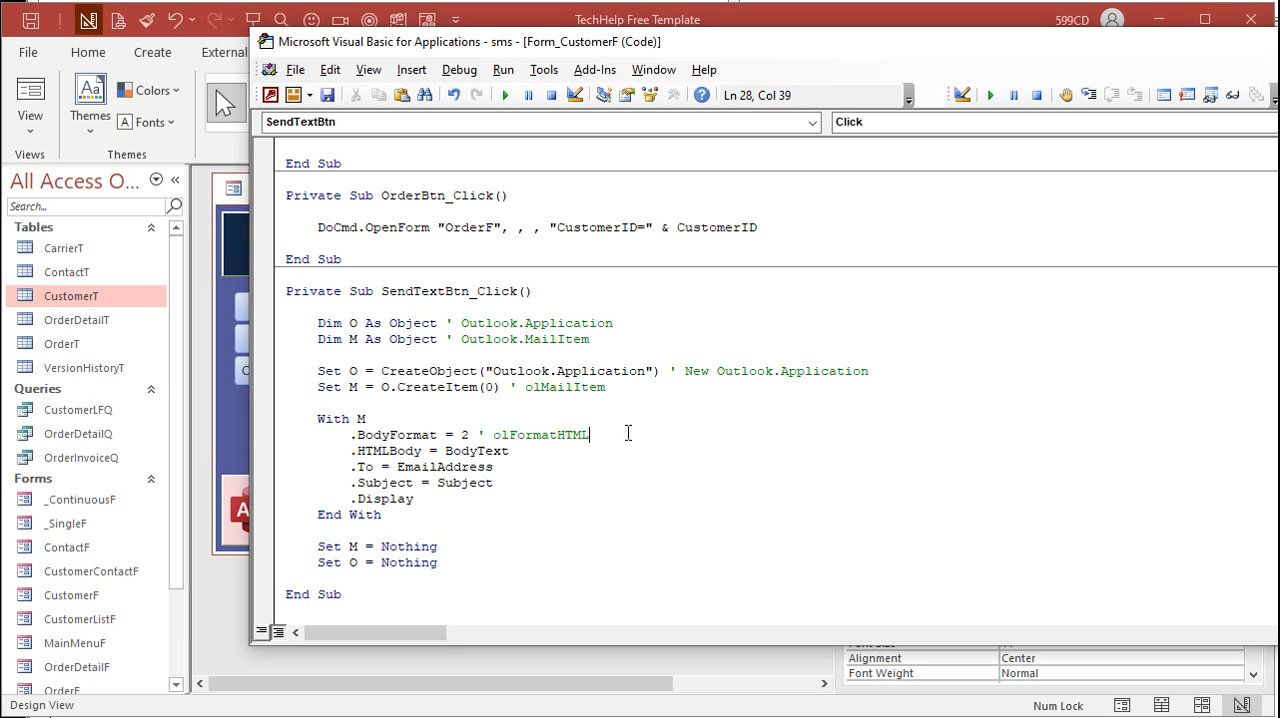 TechHelp Free Template
599CD
File
Home
Create
External
View
Themes
Colors
Fonts
Views
Themes
Microsoft Visual Basic for Applications - sms - [Form_CustomerF (Code)]
File Edit View Insert Debug Run Tools Add-Ins Window Help
Ln 28, Col 39
SendTextBtn
Click
All Access O...
Search...
Tables
CarrierT
ContactT
CustomerT
OrderDetailT
OrderT
VersionHistoryT
Queries
CustomerLFQ
OrderDetailQ
OrderInvoiceQ
Forms
_ContinuousF
_SingleF
ContactF
CustomerContactF
CustomerF
CustomerListF
MainMenuF
OrderDetailF
OrderF
End Sub
Private Sub OrderBtn_Click()
DoCmd.OpenForm "OrderF", , , "CustomerID=" & CustomerID
End Sub
Private Sub SendTextBtn_Click()
Dim O As Object ' Outlook.Application
Dim M As Object ' Outlook.MailItem
Set O = CreateObject("Outlook.Application") ' New Outlook.Application
Set M = O.CreateItem(0) ' olMailItem
With M
.BodyFormat = 2 ' olFormatHTML
.HTMLBody = BodyText
.To = EmailAddress
.Subject = Subject
.Display
End With
Set M = Nothing
Set O = Nothing
End Sub
Alignment Center
Font Weight Normal
Design View
Num Lock